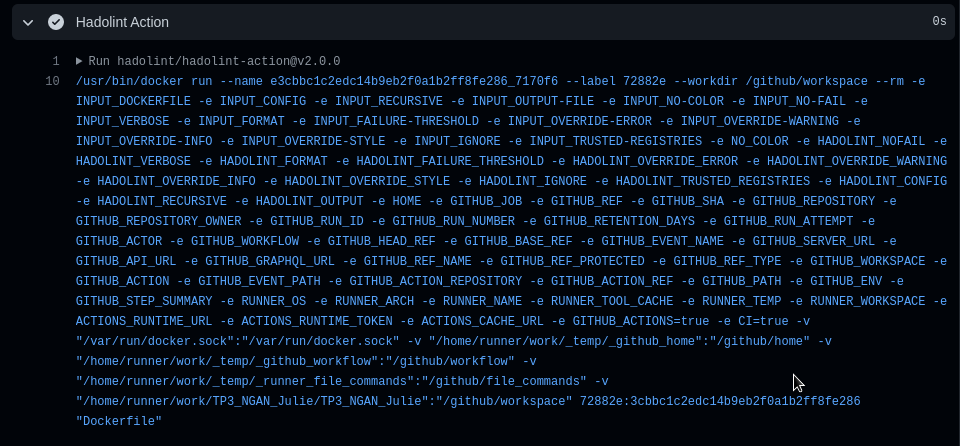 Hadolint Action 0s
1 Run hadolint/hadolint-action@v2.0.0
10 /usr/bin/docker run --name e3cbbc1c2edc14b9eb2f0a1b2ff8fe286_7170f6 --label 72882e --workdir /github/workspace --rm -e
INPUT_DOCKERFILE -e INPUT_CONFIG -e INPUT_RECURSIVE -e INPUT_OUTPUT-FILE -e INPUT_NO-COLOR -e INPUT_NO-FAIL -e
INPUT_VERBOSE -e INPUT_FORMAT -e INPUT_FAILURE-THRESHOLD -e INPUT_OVERRIDE-ERROR -e INPUT_OVERRIDE-WARNING -e
INPUT_OVERRIDE-INFO -e INPUT_OVERRIDE-STYLE -e INPUT_IGNORE -e INPUT_TRUSTED-REGISTRIES -e NO_COLOR -e HADOLINT_NOFAIL -e
HADOLINT_VERBOSE -e HADOLINT_FORMAT -e HADOLINT_FAILURE_THRESHOLD -e HADOLINT_OVERRIDE_ERROR -e HADOLINT_OVERRIDE_WARNING
-e HADOLINT_OVERRIDE_INFO -e HADOLINT_OVERRIDE_STYLE -e HADOLINT_IGNORE -e HADOLINT_TRUSTED_REGISTRIES -e HADOLINT_CONFIG
-e HADOLINT_RECURSIVE -e HADOLINT_OUTPUT -e HOME -e GITHUB_JOB -e GITHUB_REF -e GITHUB_SHA -e GITHUB_REPOSITORY -e
GITHUB_REPOSITORY_OWNER -e GITHUB_RUN_ID -e GITHUB_RUN_NUMBER -e GITHUB_RETENTION_DAYS -e GITHUB_RUN_ATTEMPT -e
GITHUB_ACTOR -e GITHUB_WORKFLOW -e GITHUB_HEAD_REF -e GITHUB_BASE_REF -e GITHUB_EVENT_NAME -e GITHUB_SERVER_URL -e
GITHUB_API_URL -e GITHUB_GRAPHQL_URL -e GITHUB_REF_NAME -e GITHUB_REF_PROTECTED -e GITHUB_REF_TYPE -e GITHUB_WORKSPACE -e
GITHUB_ACTION -e GITHUB_EVENT_PATH -e GITHUB_ACTION_REPOSITORY -e GITHUB_ACTION_REF -e GITHUB_PATH -e GITHUB_ENV -e
GITHUB_STEP_SUMMARY -e RUNNER_OS -e RUNNER_ARCH -e RUNNER_NAME -e RUNNER_TOOL_CACHE -e RUNNER_TEMP -e RUNNER_WORKSPACE -e
ACTIONS_RUNTIME_URL -e ACTIONS_RUNTIME_TOKEN -e ACTIONS_CACHE_URL -e GITHUB_ACTIONS=true -e CI=true -v
"/var/run/docker.sock":"/var/run/docker.sock" -v "/home/runner/work/_temp/_github_home":"/github/home" -v
"/home/runner/work/_temp/_github_workflow":"/github/workflow" -v
"/home/runner/work/_temp/_runner_file_commands":"/github/file_commands" -v
"/home/runner/work/TP3_NGAN_Julie/TP3_NGAN_Julie":"/github/workspace" 72882e:3cbbc1c2edc14b9eb2f0a1b2ff8fe286
"Dockerfile"